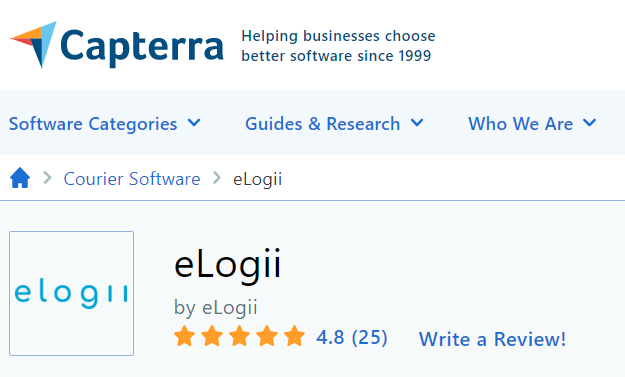 Capterra
Helping businesses choose
better software since 1999
Software Categories
Guides & Research
Who We Are
Courier Software
eLogii
elogii
eLogii
by eLogii
4.8 (25)
Write a Review!